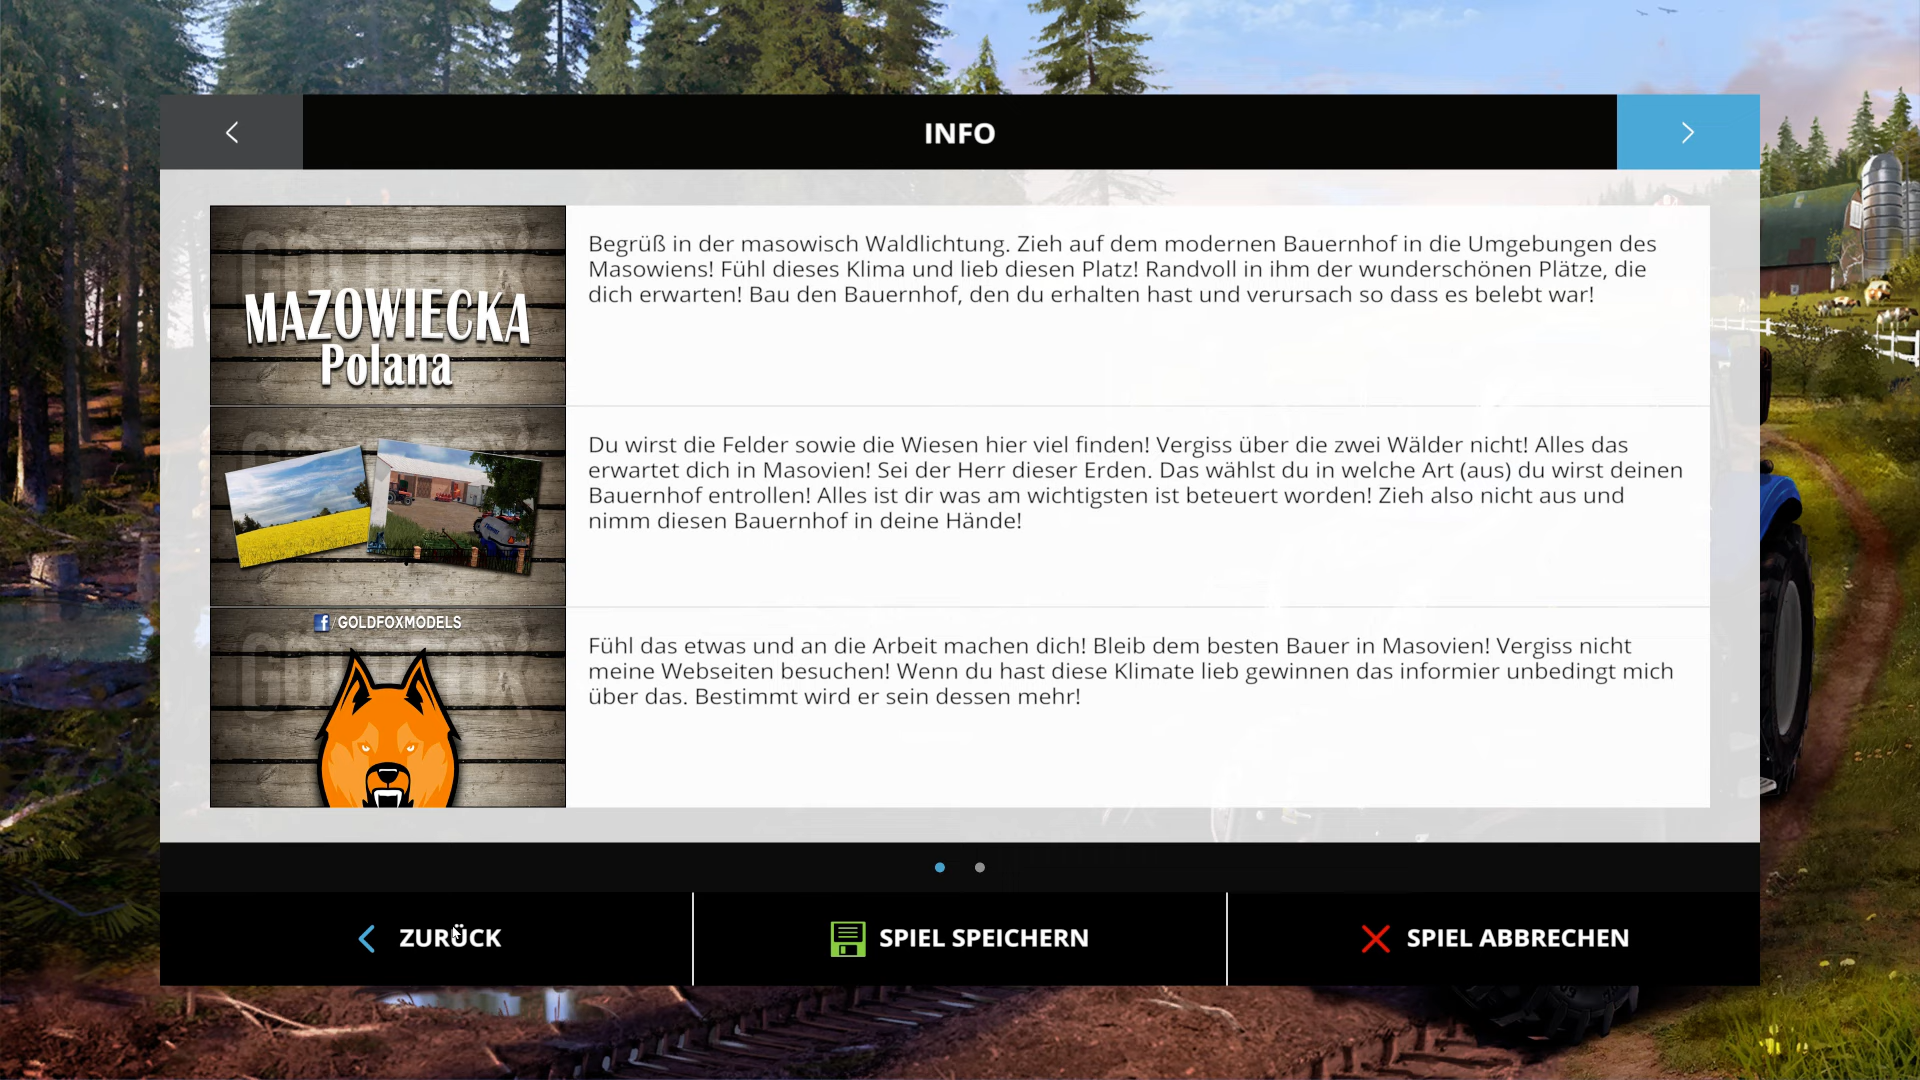 INFO
MAZOWIECKA
Polana
Begrüß in der masowisch Waldlichtung. Zieh auf dem modernen Bauernhof in die Umgebungen des
Masowiens! Fühl dieses Klima und lieb diesen Platz! Randvoll in ihm der wunderschönen Plätze, die
dich erwarten! Bau den Bauernhof, den du erhalten hast und verursach so dass es belebt war!
Du wirst die Felder sowie die Wiesen hier viel finden! Vergiss über die zwei Wälder nicht! Alles das
erwartet dich in Masovien! Sei der Herr dieser Erden. Das wählst du in welche Art (aus) du wirst deinen
Bauernhof entrollen! Alles ist dir was am wichtigsten ist beteuert worden! Zieh also nicht aus und
nimm diesen Bauernhof in deine Hände!
f/GOLDFOXMODELS
Fühl das etwas und an die Arbeit machen dich! Bleib dem besten Bauer in Masovien! Vergiss nicht
meine Webseiten besuchen! Wenn du hast diese Klimate lieb gewinnen das informier unbedingt mich
über das. Bestimmt wird er sein dessen mehr!
ZURÜCK
SPIEL SPEICHERN
SPIEL ABBRECHEN